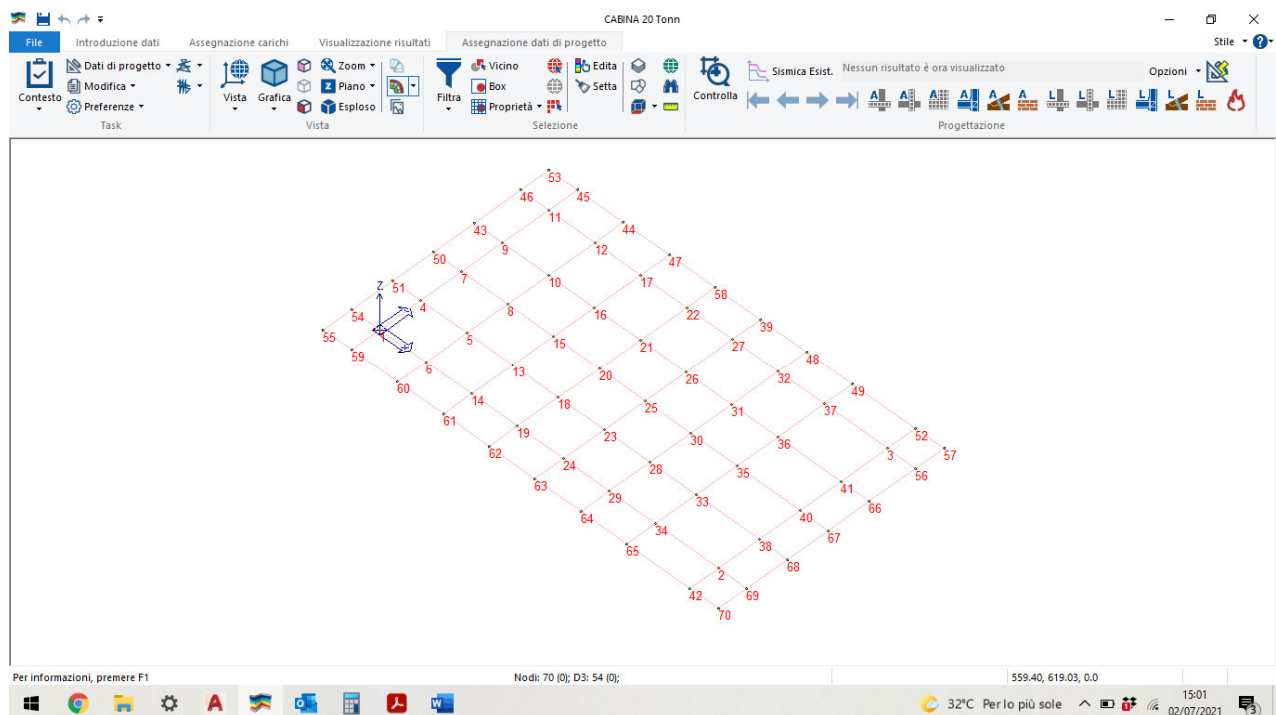 CABINA 20 Tonn
File Introduzione dati Assegnazione carichi Visualizzazione risultati Assegnazione dati di progetto Stile
Contesto Dati di progetto Modifica Preferenze
Task
Vista Grafica Zoom Piano Esploso
Vista
Filtra Vicino Box Proprietà Edita Setta
Selezione
Controlla Sismica Esist. Nessun risultato è ora visualizzato Opzioni
Progettazione
53
46 45
11
43 44
9 12
50 47
7 10 17
Z 51 58
4 8 16 22
54 39
1 5 15 21 27
55 48
59 6 13 20 26 32
60 49
14 18 25 31 37
61 52
19 23 30 36 3 57
62 56
24 28 35 41
63 66
29 33 40
64 67
34 38
65 68
2
42 69
70
Per informazioni, premere F1 Nodi: 70 (0); D3: 54 (0); 559.40, 619.03, 0.0
32°C Per lo più sole 15:01
02/07/2021
3